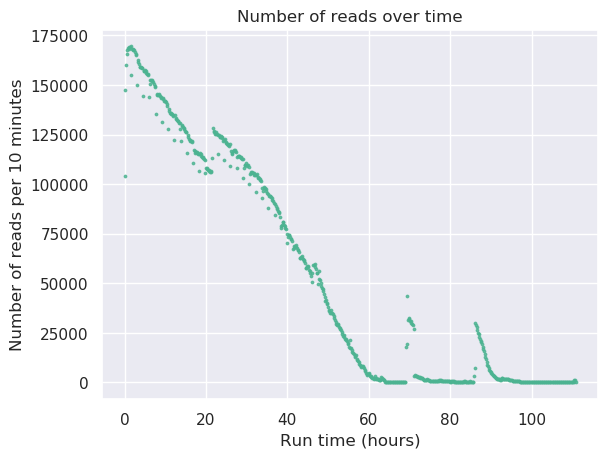 Number of reads over time
175000
150000
125000
100000
75000
50000
25000
0
Number of reads per 10 minutes
0 20 40 60 80 100
Run time (hours)